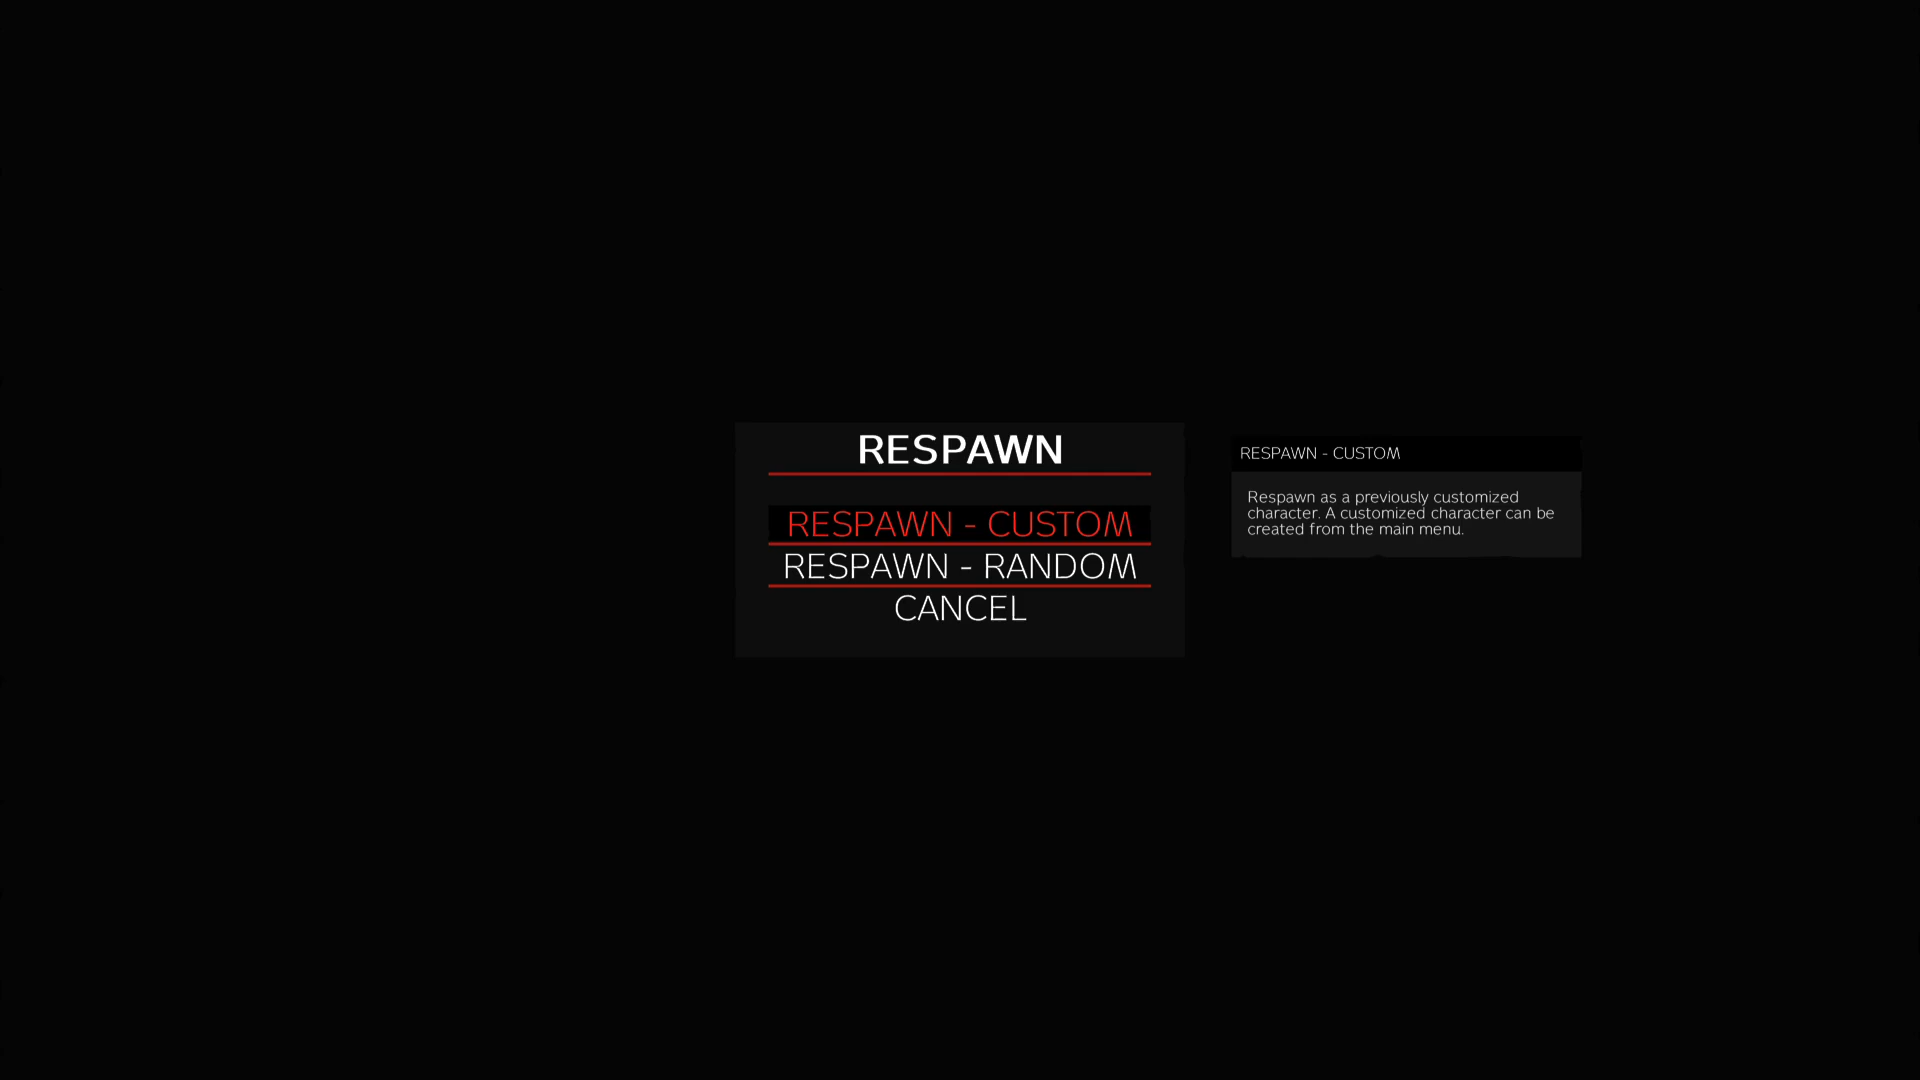 RESPAWN
RESPAWN - CUSTOM
RESPAWN - RANDOM
CANCEL
RESPAWN - CUSTOM
Respawn as a previously customized
character. A customized character can be
created from the main menu.